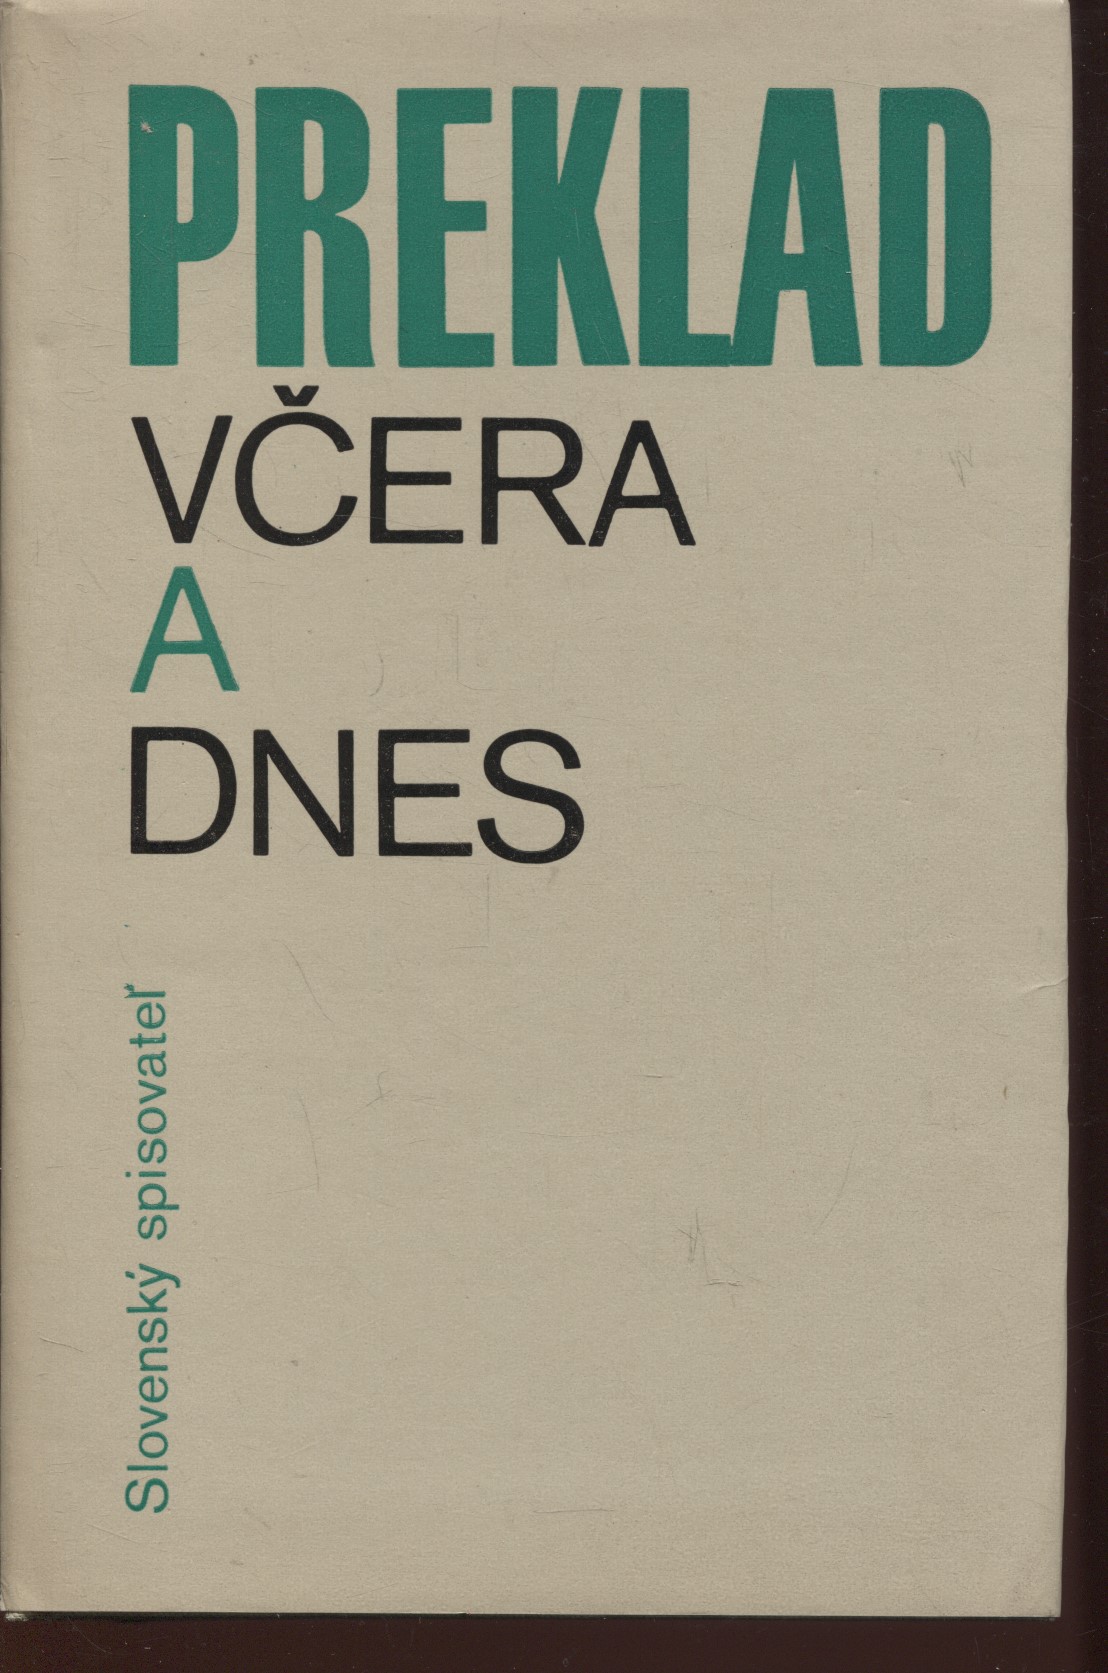 PREKLAD
VČERA
A
DNES
Slovenský spisovateľ